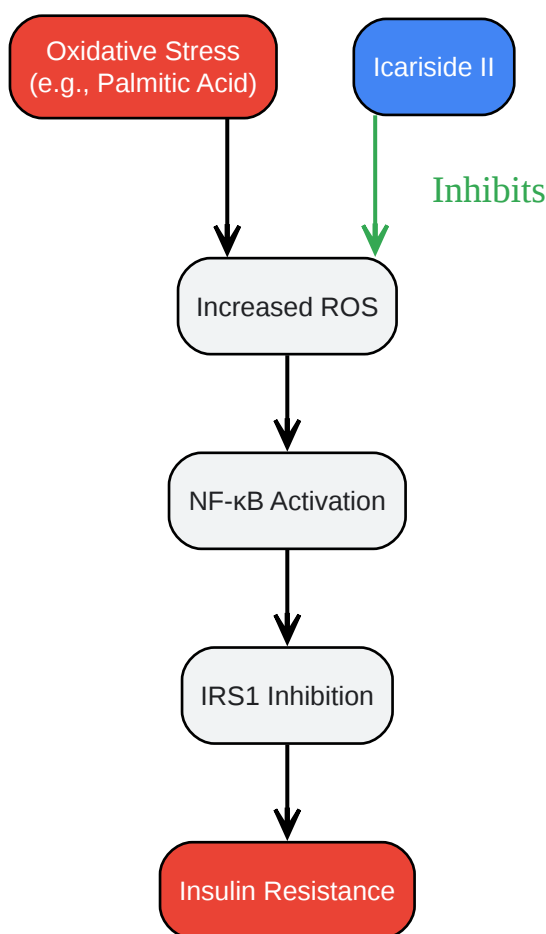 Oxidative Stress
(e.g., Palmitic Acid)
Icariside II
Inhibits
Increased ROS
NF-κB Activation
IRS1 Inhibition
Insulin Resistance